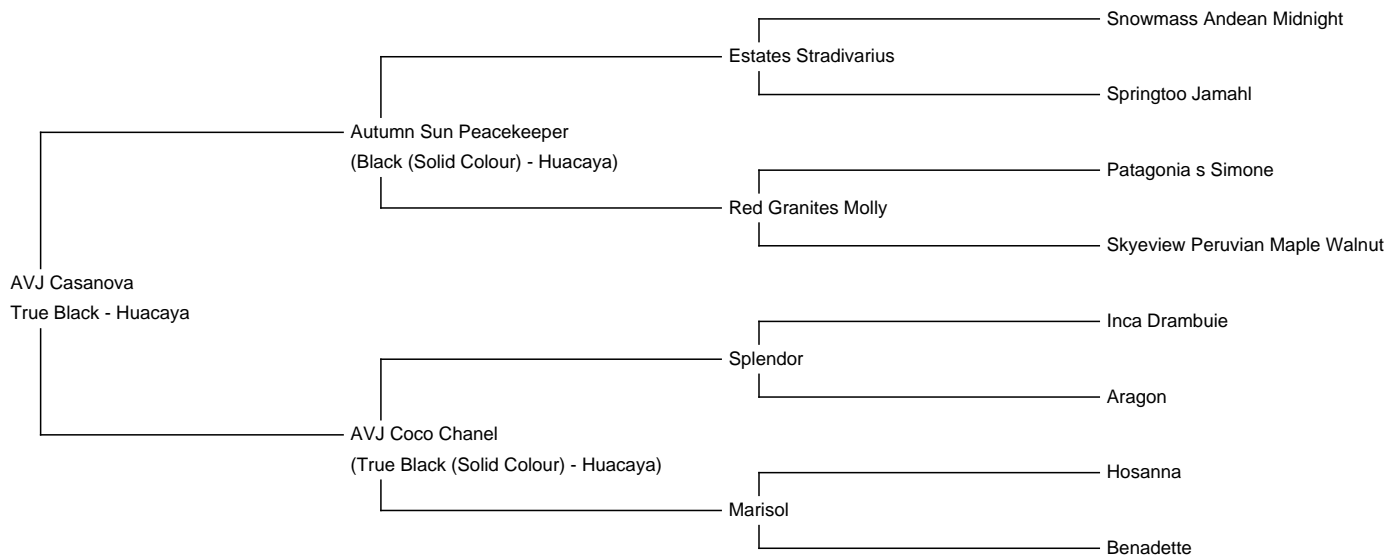 Snowmass Andean Midnight
Estates Stradivarius
Springtoo Jamahl
Autumn Sun Peacekeeper
(Black (Solid Colour) - Huacaya)
Patagonia s Simone
Red Granites Molly
Skyeview Peruvian Maple Walnut
AVJ Casanova
True Black - Huacaya
Inca Drambuie
Splendor
Aragon
AVJ Coco Chanel
(True Black (Solid Colour) - Huacaya)
Hosanna
Marisol
Benadette